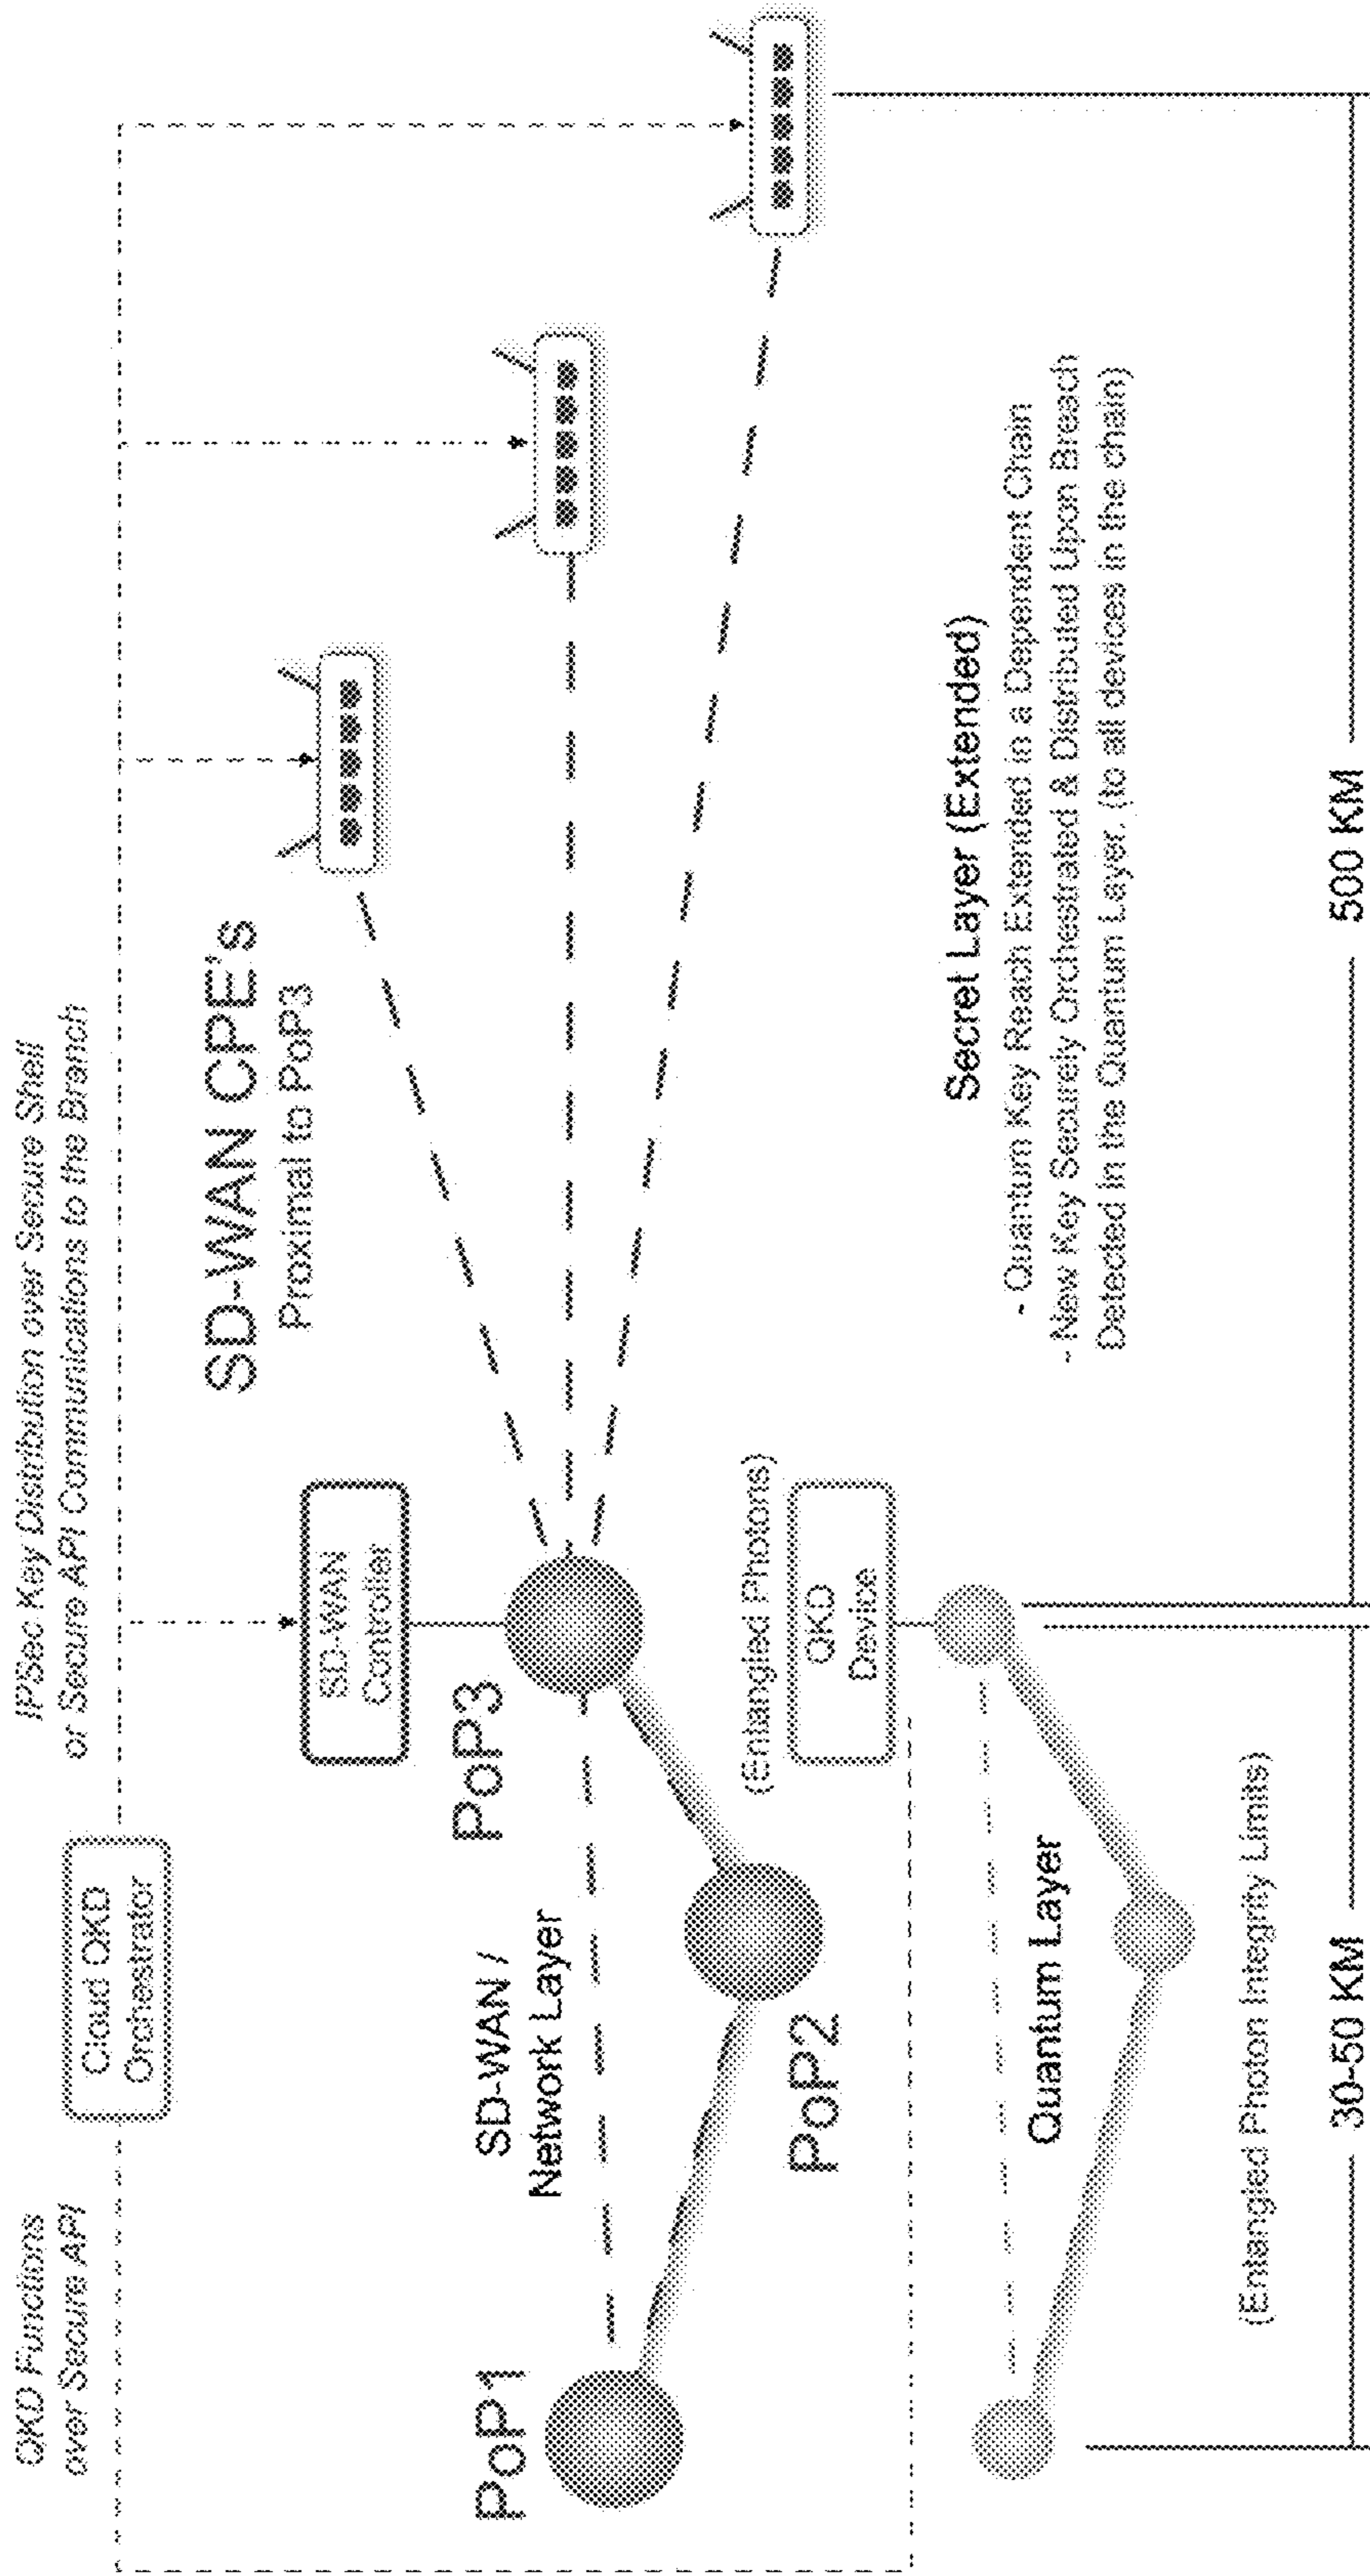 QKD Functions
over Secure API
IPSec Key Distribution over Secure Shell
or Secure API Communications to the Branch
Cloud QKD
Orchestrator
SD-WAN CPE's
Proximal to PoP3
SD-WAN
Controller
PoP1
SD-WAN /
Network Layer
PoP3
PoP2
(Entangled Photons)
QKD
Device
Quantum Layer
(Entangled Photon Integrity Limits)
Secret Layer (Extended)
- Quantum Key Reach Extended in a Dependent Chain
- New Key Securely Orchestrated & Distributed Upon Breach
Detected in the Quantum Layer. (to all devices in the chain)
30-50 KM
500 KM